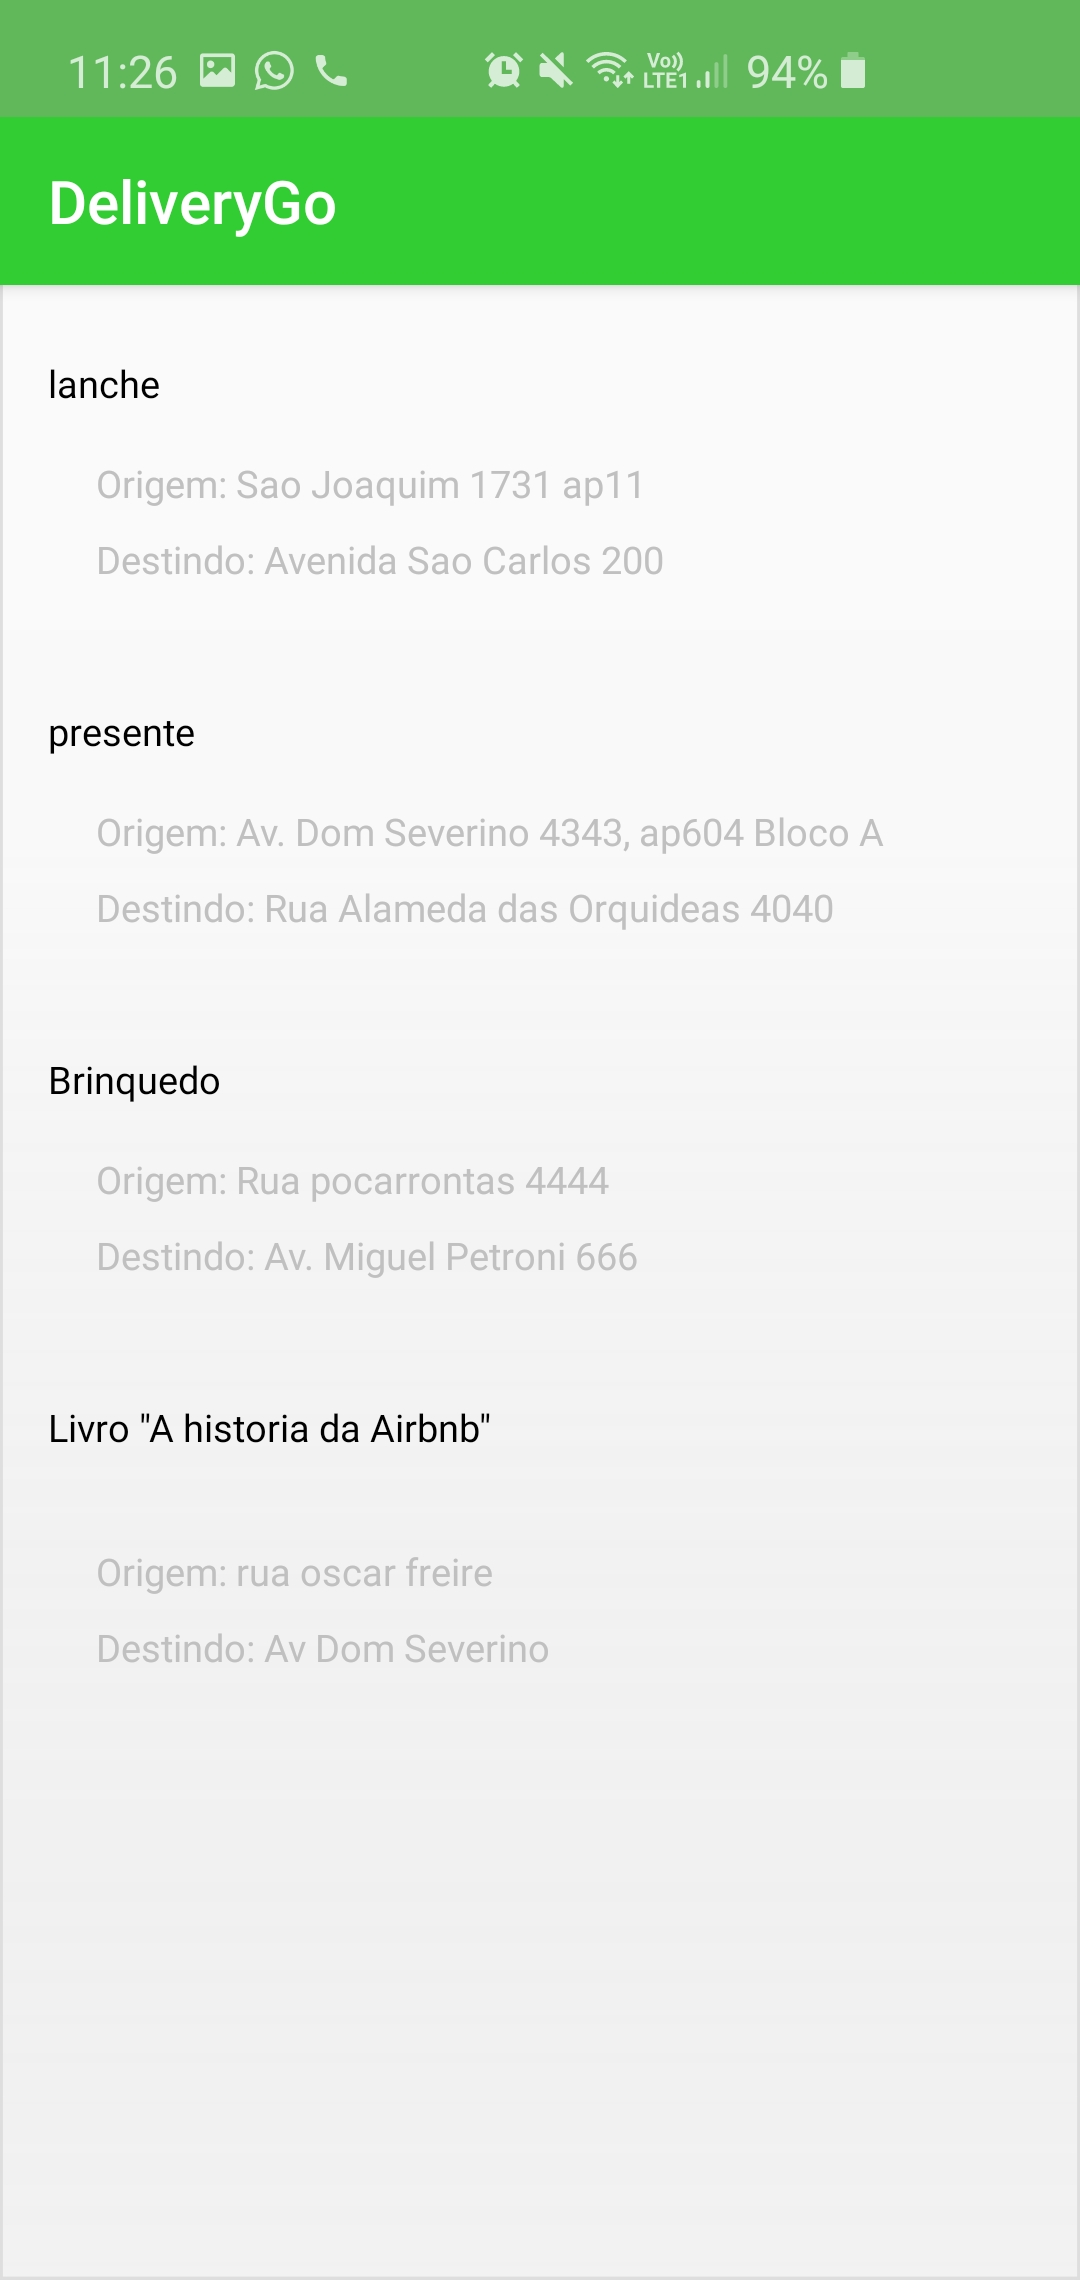 11:26 Vo)) LTE1 94%
DeliveryGo
lanche
Origem: Sao Joaquim 1731 ap11
Destindo: Avenida Sao Carlos 200
presente
Origem: Av. Dom Severino 4343, ap604 Bloco A
Destindo: Rua Alameda das Orquideas 4040
Brinquedo
Origem: Rua pocarrontas 4444
Destindo: Av. Miguel Petroni 666
Livro "A historia da Airbnb"
Origem: rua oscar freire
Destindo: Av Dom Severino